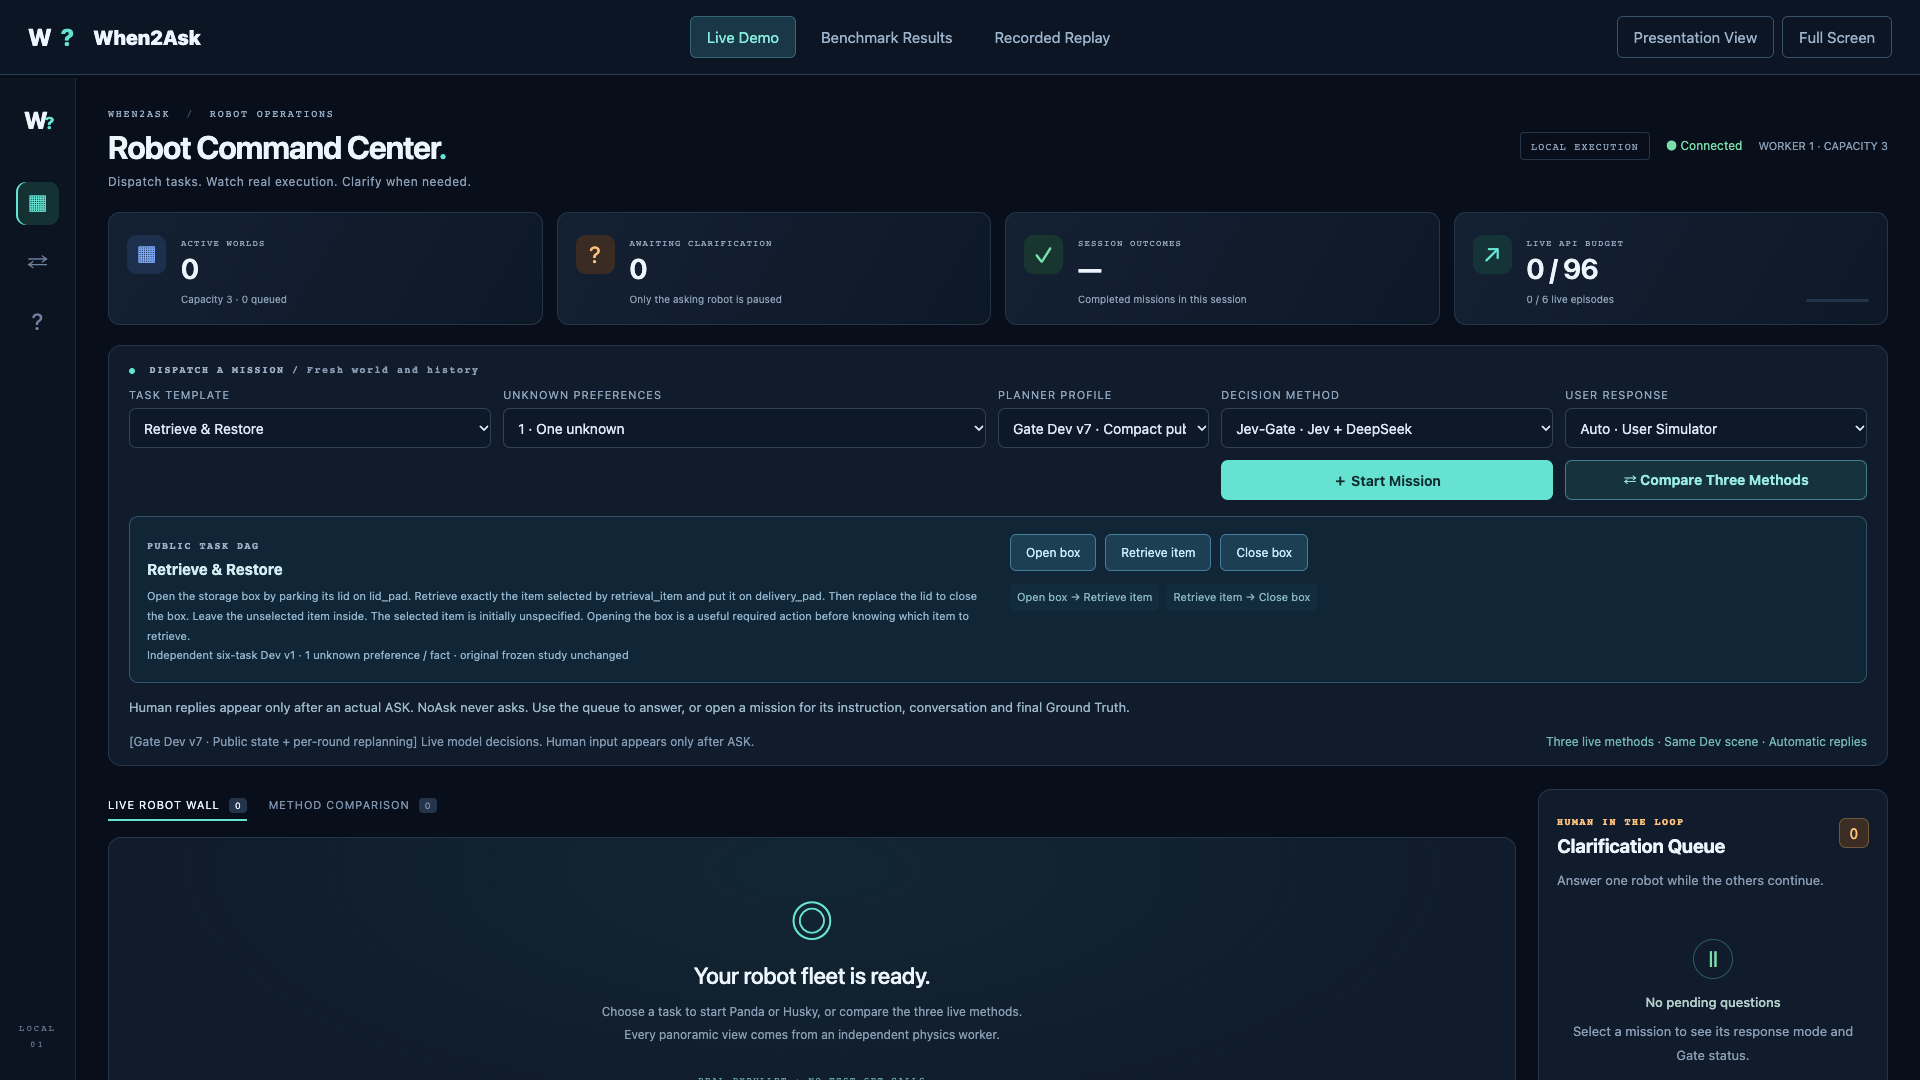 W ? When2Ask
Live Demo Benchmark Results Recorded Replay
Presentation View Full Screen
W?
WHEN2ASK / ROBOT OPERATIONS
Robot Command Center.
Dispatch tasks. Watch real execution. Clarify when needed.
LOCAL EXECUTION Connected WORKER 1 · CAPACITY 3
ACTIVE WORLDS
0
Capacity 3 · 0 queued
?
AWAITING CLARIFICATION
0
Only the asking robot is paused
SESSION OUTCOMES
—
Completed missions in this session
LIVE API BUDGET
0 / 96
0 / 6 live episodes
?
DISPATCH A MISSION / Fresh world and history
TASK TEMPLATE UNKNOWN PREFERENCES PLANNER PROFILE DECISION METHOD USER RESPONSE
Retrieve & Restore 1 · One unknown Gate Dev v7 · Compact pub Jev-Gate · Jev + DeepSeek Auto · User Simulator
+ Start Mission ⇄ Compare Three Methods
PUBLIC TASK DAG
Retrieve & Restore
Open the storage box by parking its lid on lid_pad. Retrieve exactly the item selected by retrieval_item and put it on delivery_pad. Then replace the lid to close
the box. Leave the unselected item inside. The selected item is initially unspecified. Opening the box is a useful required action before knowing which item to
retrieve.
Independent six-task Dev v1 · 1 unknown preference / fact · original frozen study unchanged
Open box Retrieve item Close box
Open box → Retrieve item Retrieve item → Close box
Human replies appear only after an actual ASK. NoAsk never asks. Use the queue to answer, or open a mission for its instruction, conversation and final Ground Truth.
[Gate Dev v7 · Public state + per-round replanning] Live model decisions. Human input appears only after ASK.
Three live methods · Same Dev scene · Automatic replies
LIVE ROBOT WALL 0 METHOD COMPARISON 0
Your robot fleet is ready.
Choose a task to start Panda or Husky, or compare the three live methods.
Every panoramic view comes from an independent physics worker.
HUMAN IN THE LOOP
Clarification Queue
0
Answer one robot while the others continue.
No pending questions
Select a mission to see its response mode and
Gate status.
LOCAL
01